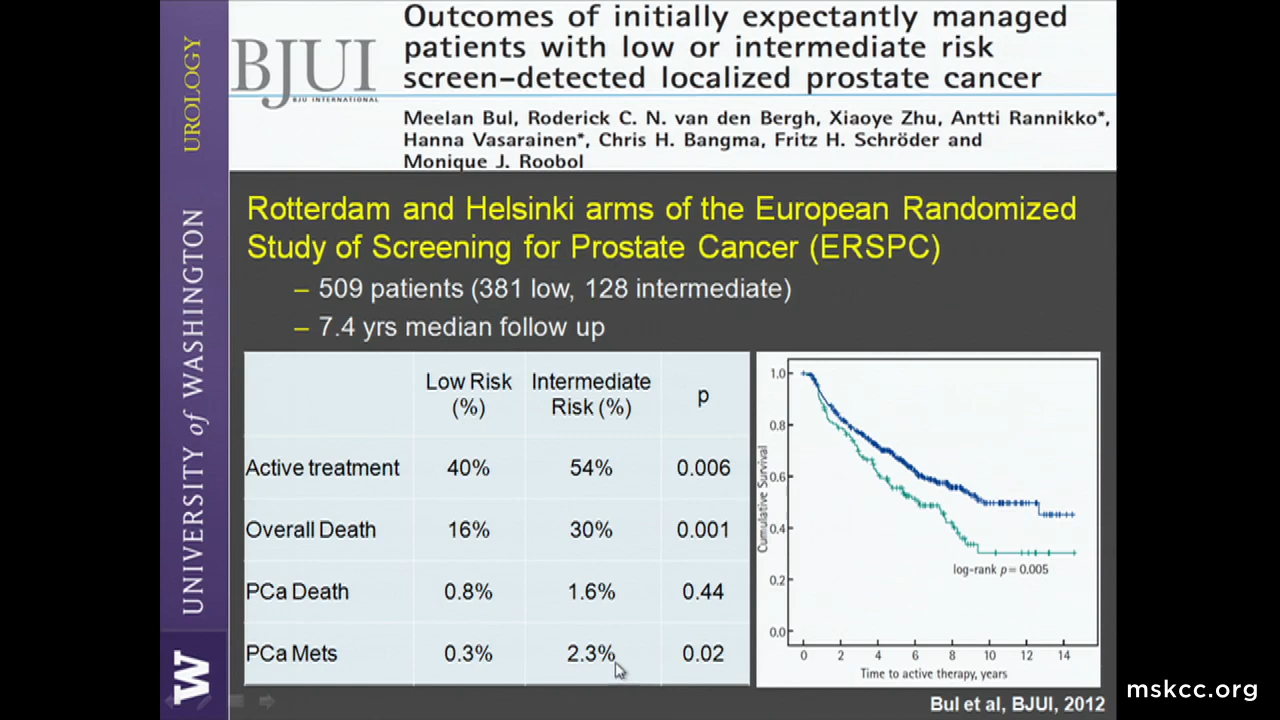 Outcomes of initially expectantly managed
patients with low or intermediate risk
screen-detected localized prostate cancer
BJUI
BJU INTERNATIONAL
Meelan Bul, Roderick C. N. van den Bergh, Xiaoye Zhu, Antti Rannikko*,
Hanna Vasarainen*, Chris H. Bangma, Fritz H. Schröder and
Monique J. Roobol
UROLOGY
UNIVERSITY of WASHINGTON
W
Rotterdam and Helsinki arms of the European Randomized
Study of Screening for Prostate Cancer (ERSPC)
– 509 patients (381 low, 128 intermediate)
– 7.4 yrs median follow up
Low Risk (%) Intermediate Risk (%) p
Active treatment 40% 54% 0.006
Overall Death 16% 30% 0.001
PCa Death 0.8% 1.6% 0.44
PCa Mets 0.3% 2.3% 0.02
Cumulative Survival
1.0
0.8
0.6
0.4
0.2
0.0
log-rank p = 0.005
0 2 4 6 8 10 12 14
Time to active therapy, years
Bul et al, BJUI, 2012
mskcc.org